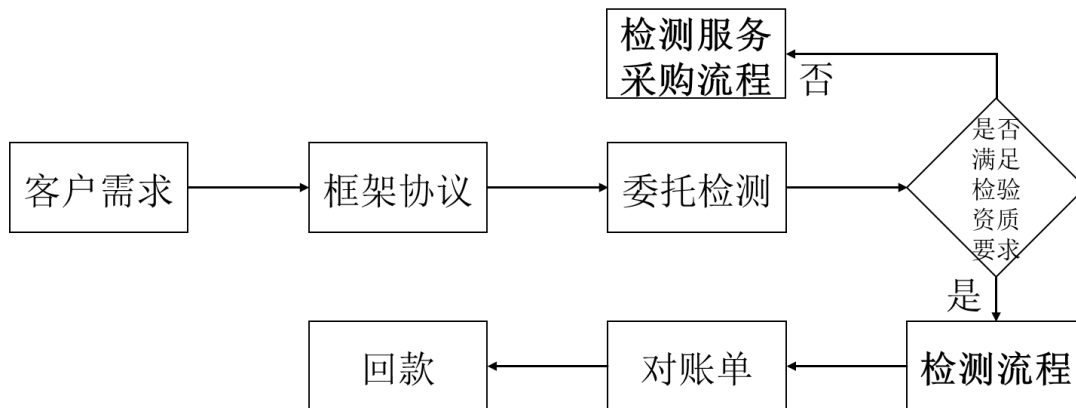 检测服务
采购流程
否
客户需求
框架协议
委托检测
是否
满足
检验
资质
要求
是
回款
对账单
检测流程